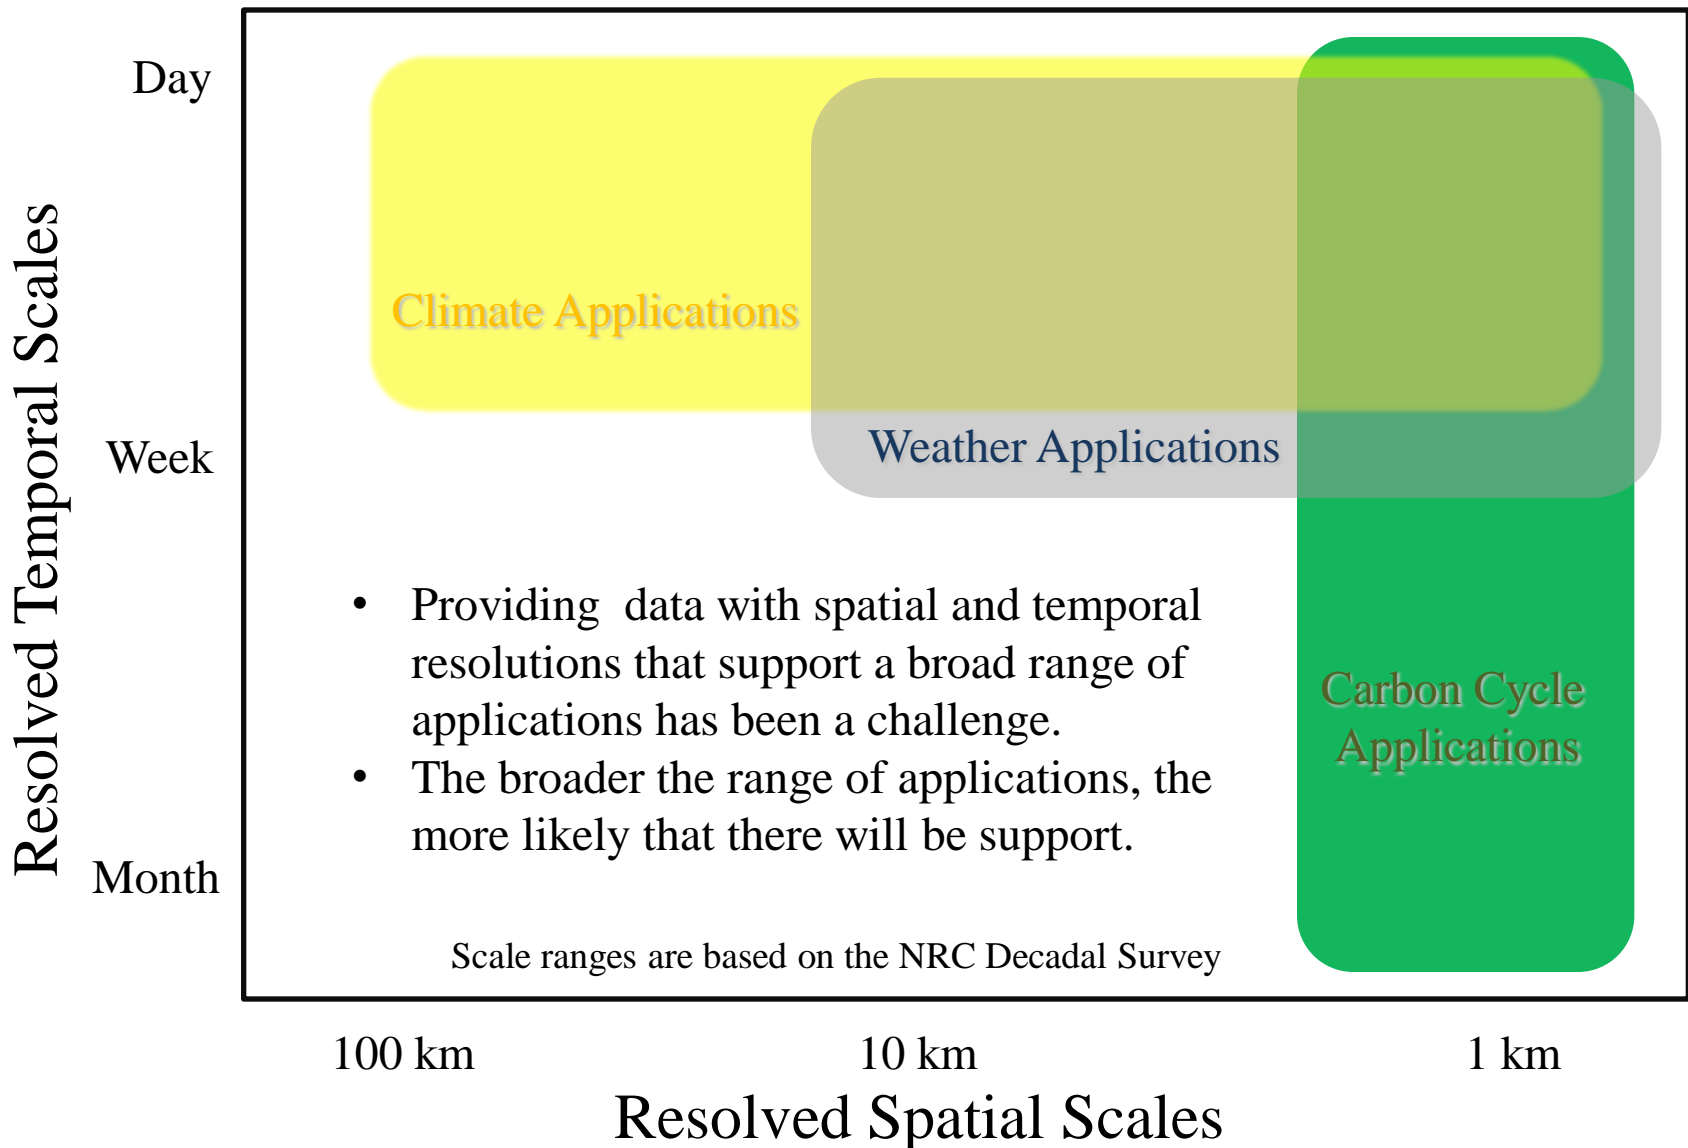 Day
Resolved Temporal Scales
Climate Applications
Weather Applications
Week
• Providing  data with spatial and temporal
resolutions that support a broad range of
applications has been a challenge.
• The broader the range of applications, the
more likely that there will be support.
Carbon Cycle
Applications
Month
Scale ranges are based on the NRC Decadal Survey
100 km
10 km
1 km
Resolved Spatial Scales